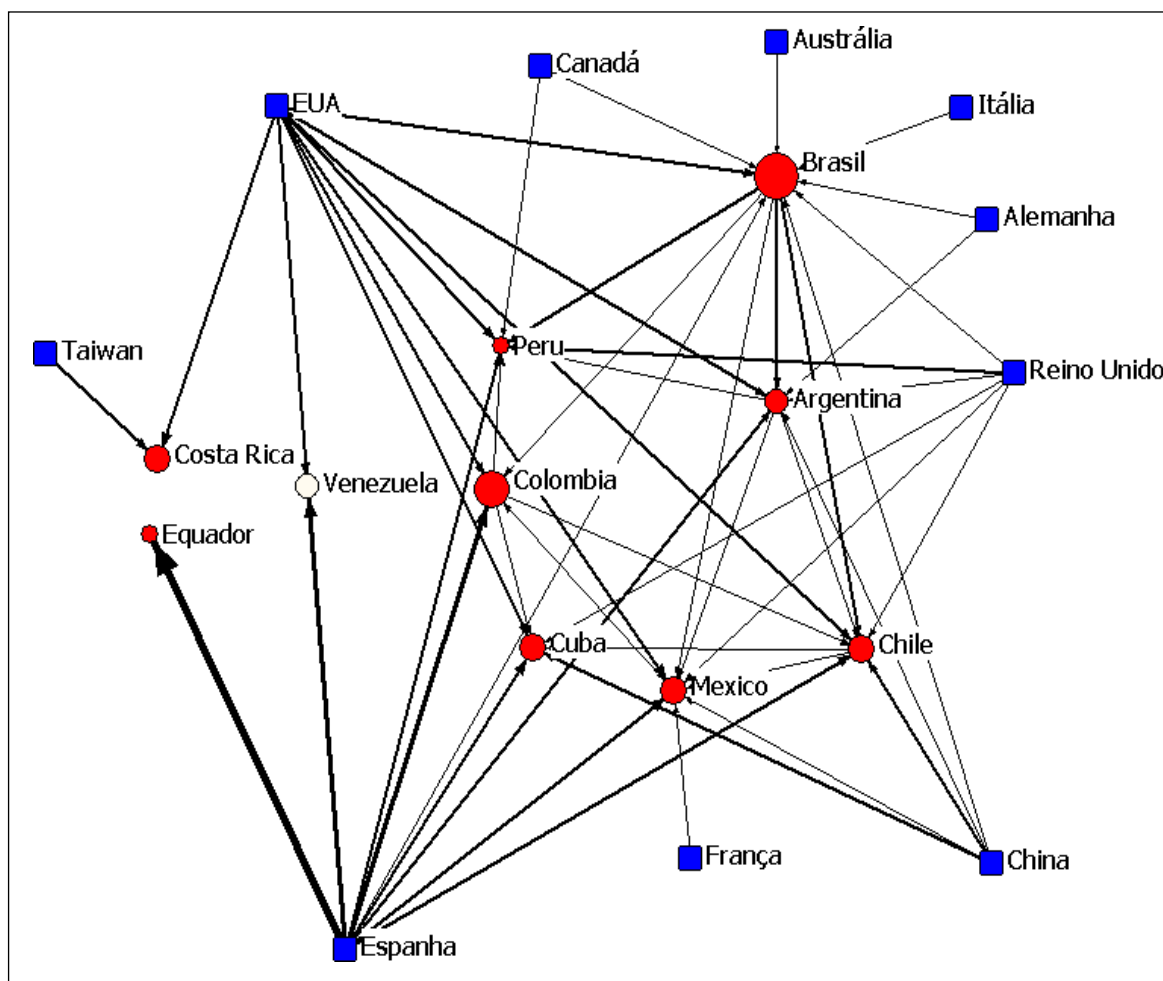 Austrália
Canadá
EUA
Itália
Brasil
Alemanha
Peru
Taiwan
Reino Unido
Argentina
Costa Rica
Venezuela
Colombia
Equador
Cuba
Chile
Mexico
França
China
Espanha